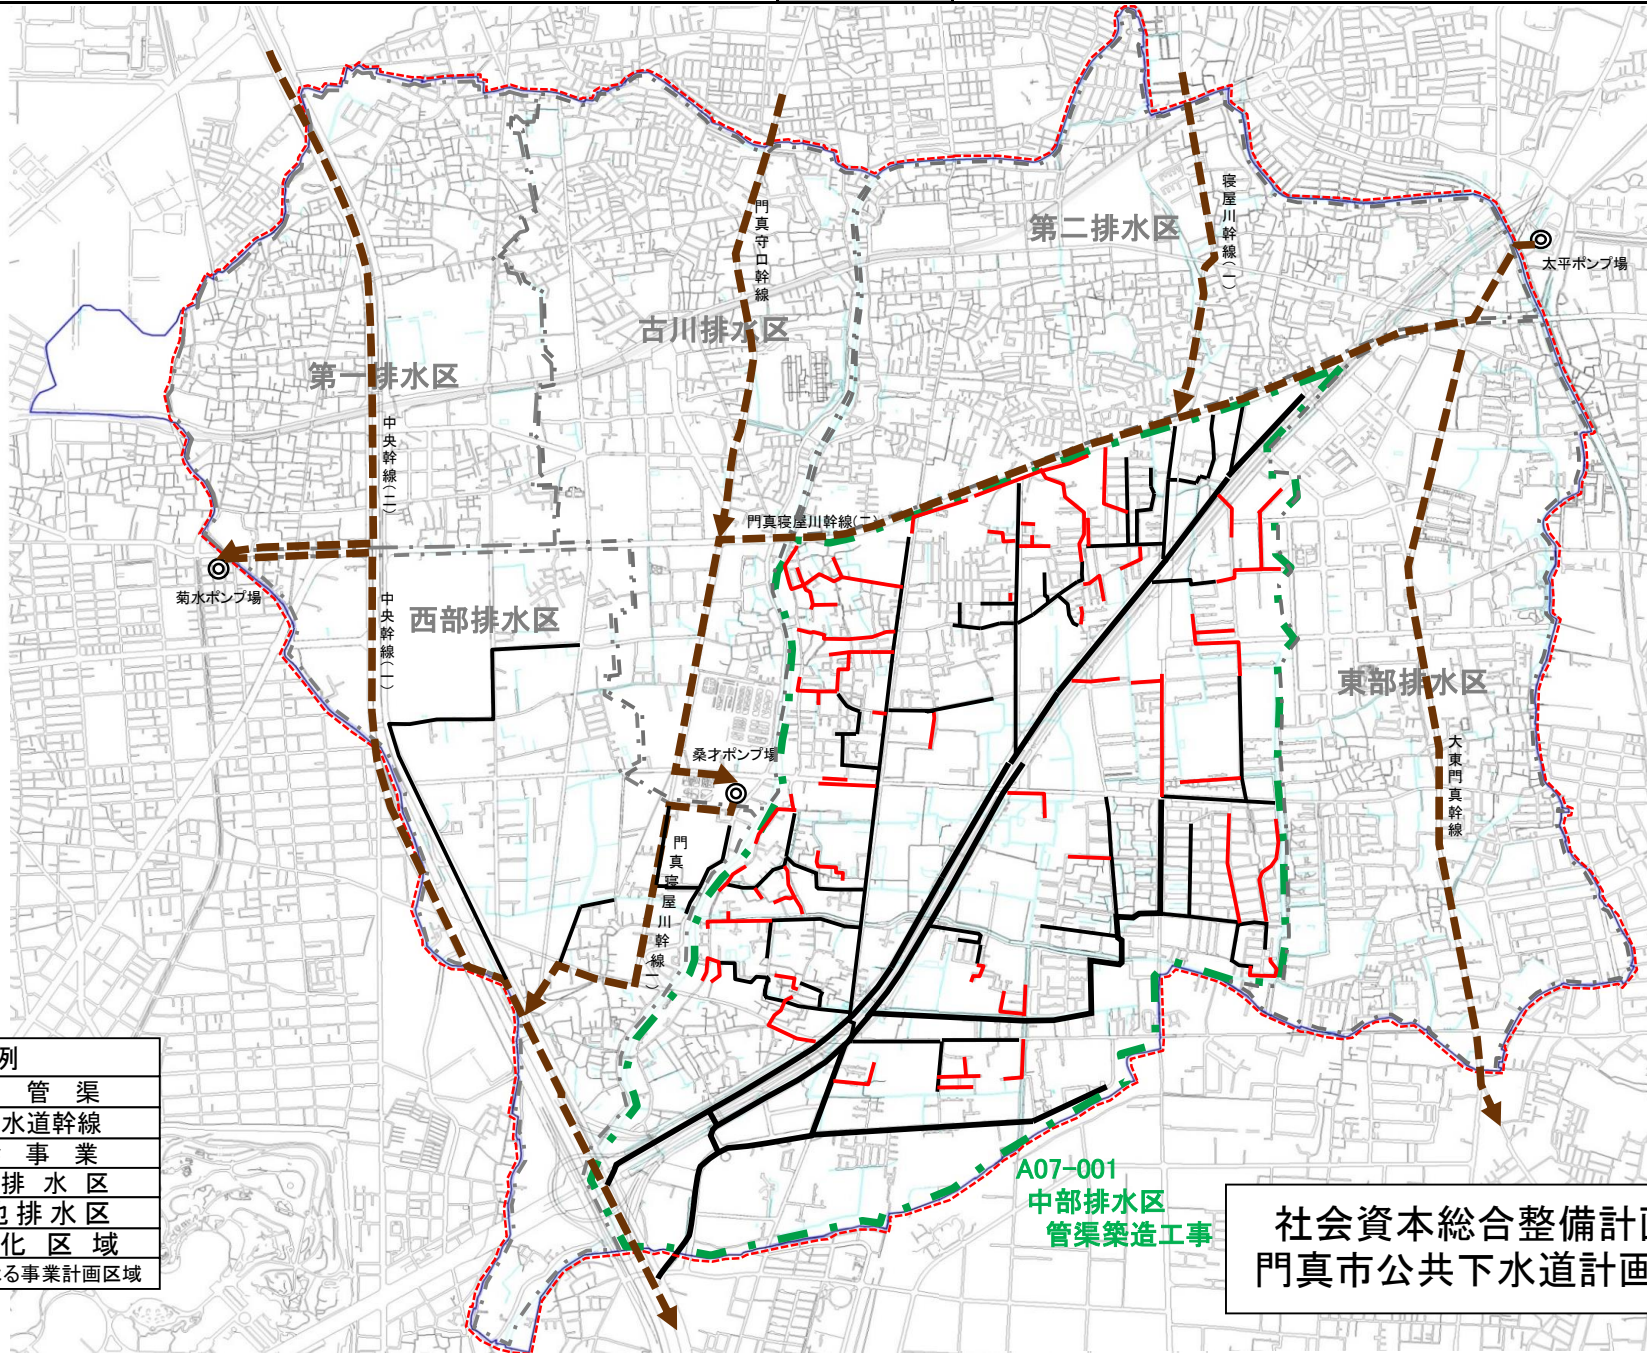 第二排水区
寝屋川幹線(一)
太平ポンプ場
門真守口幹線
古川排水区
第一排水区
中央幹線(二)
門真寝屋川幹線(二)
菊水ポンプ場
中央幹線(一)
西部排水区
東部排水区
桑才ポンプ場
大東門真幹線
門真寝屋川幹線(一)
例
管 渠
水道幹線
事 業
排 水 区
排 水 区
化 区 域
る事業計画区域
A07-001
中部排水区
管渠築造工事
社会資本総合整備計画
門真市公共下水道計画